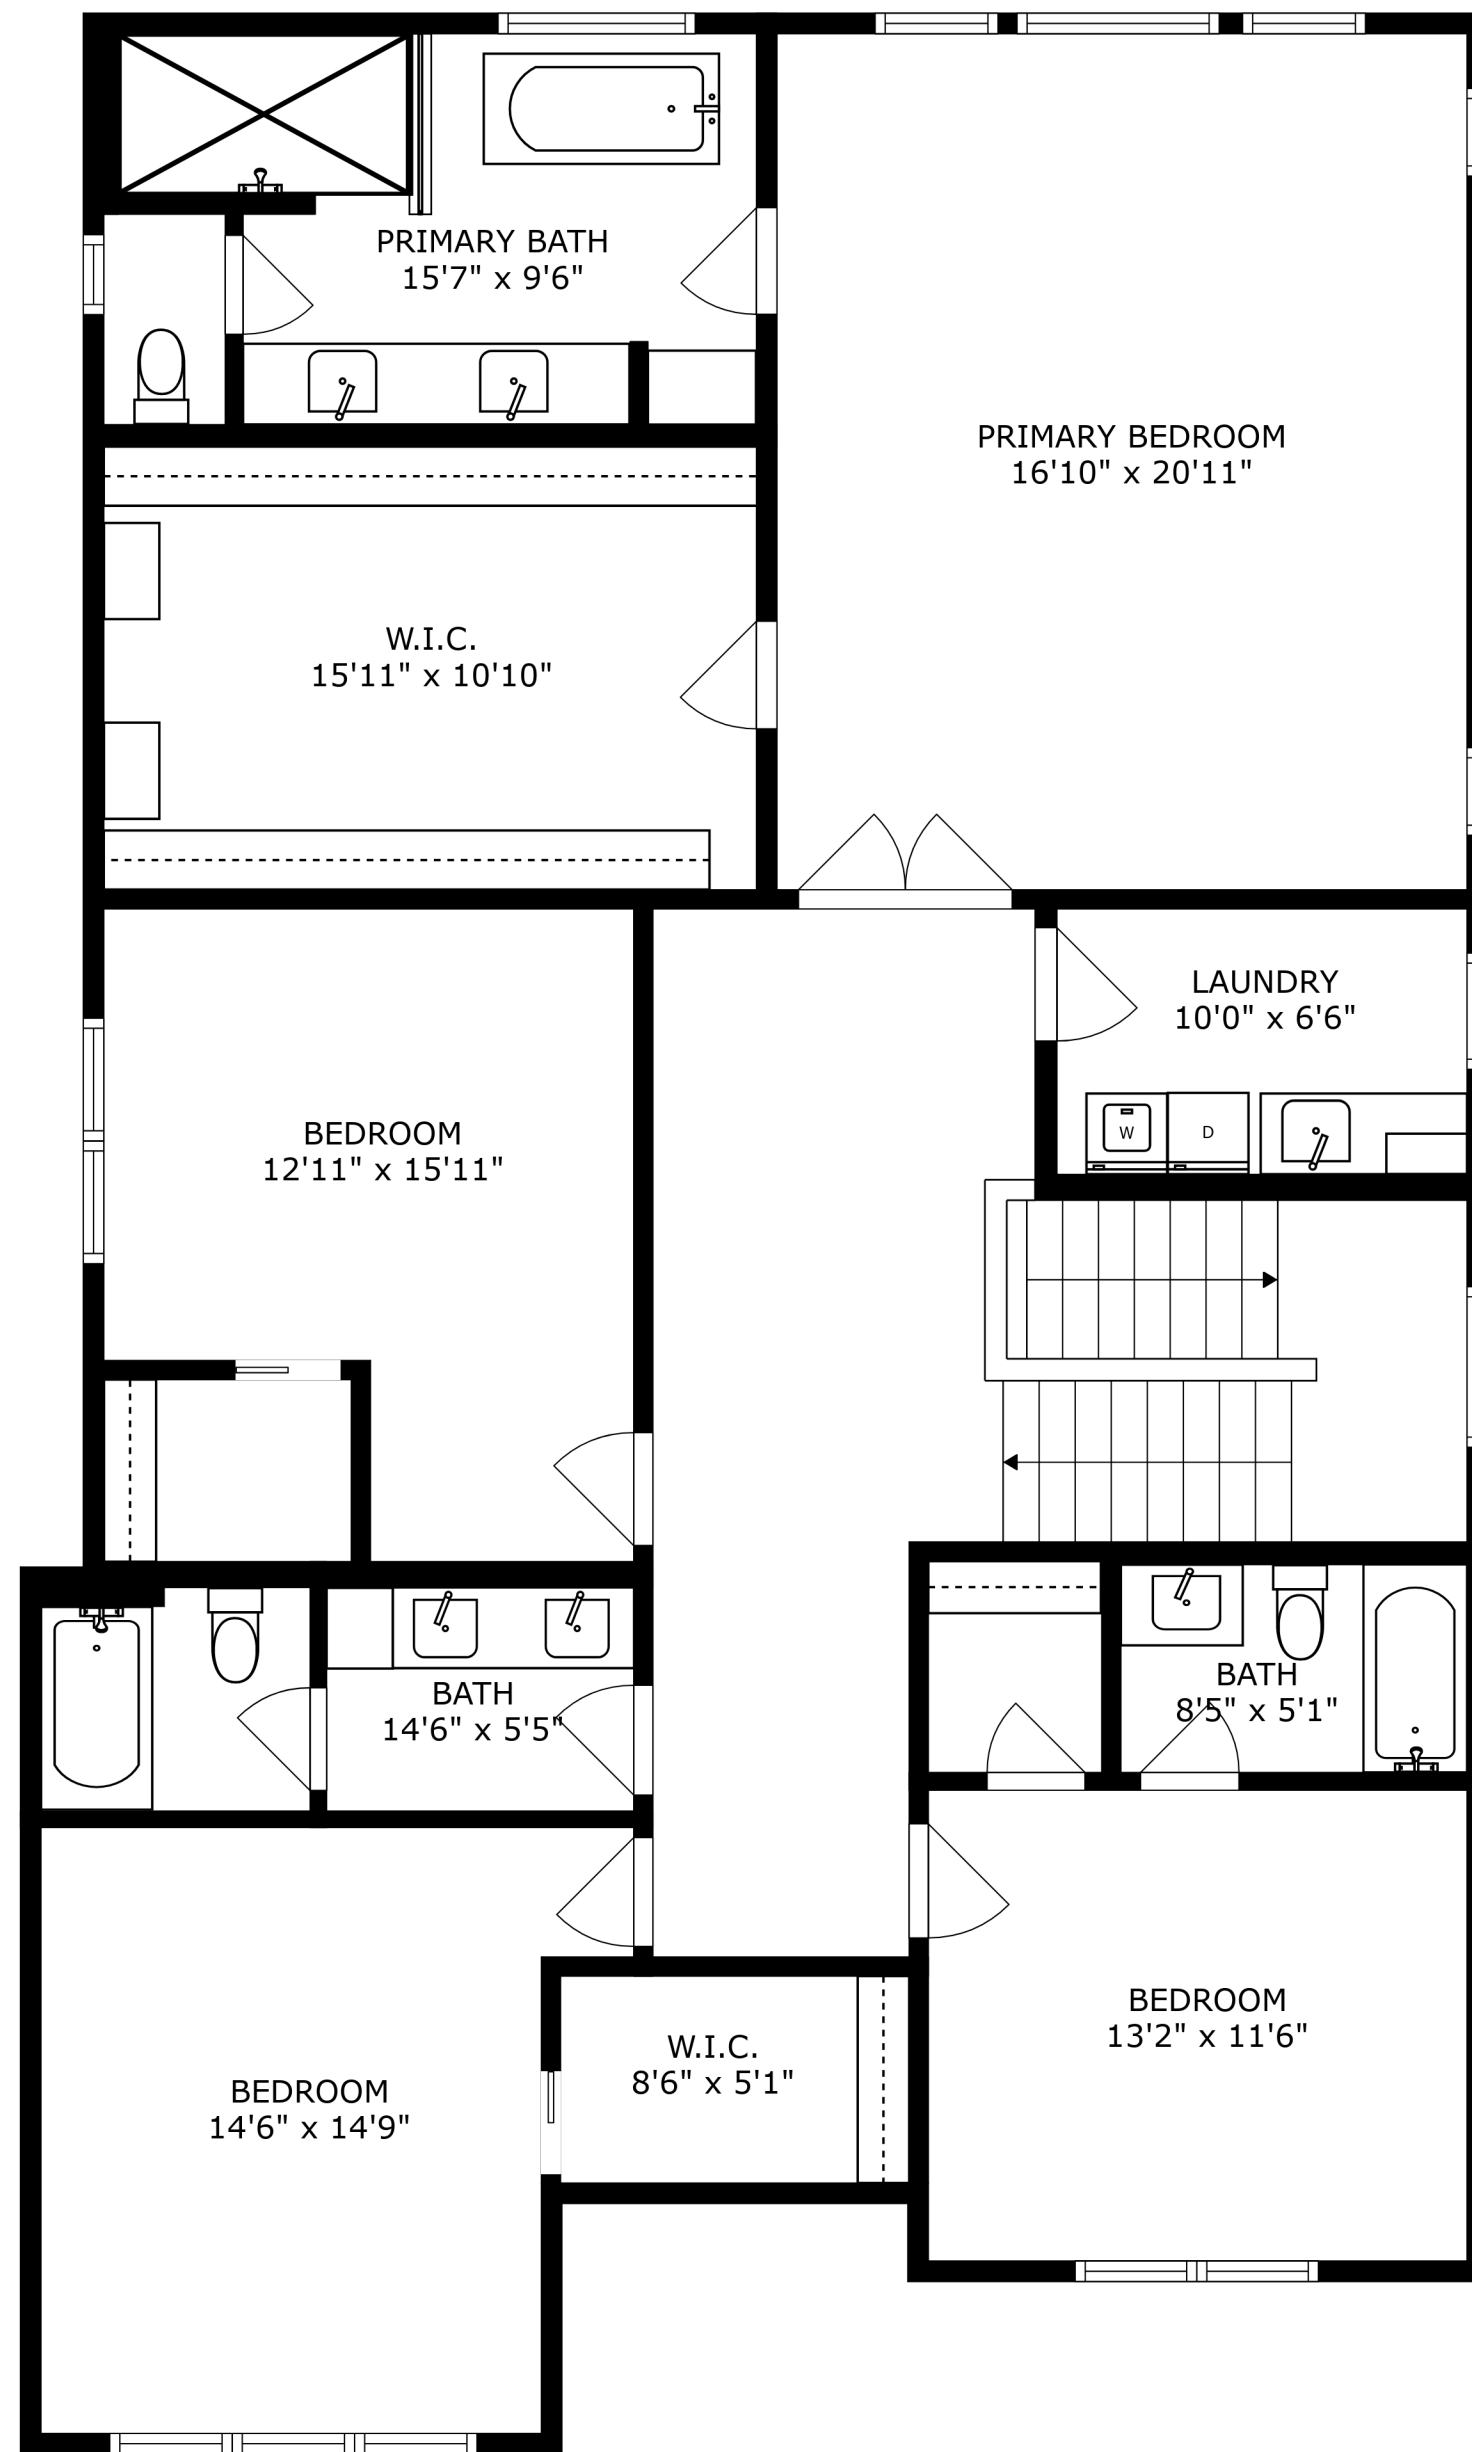 PRIMARY BATH
15'7" x 9'6"
PRIMARY BEDROOM
16'10" x 20'11"
W.I.C.
15'11" x 10'10"
LAUNDRY
10'0" x 6'6"
W
D
BEDROOM
12'11" x 15'11"
BATH
14'6" x 5'5"
BATH
8'5" x 5'1"
BEDROOM
13'2" x 11'6"
W.I.C.
8'6" x 5'1"
BEDROOM
14'6" x 14'9"